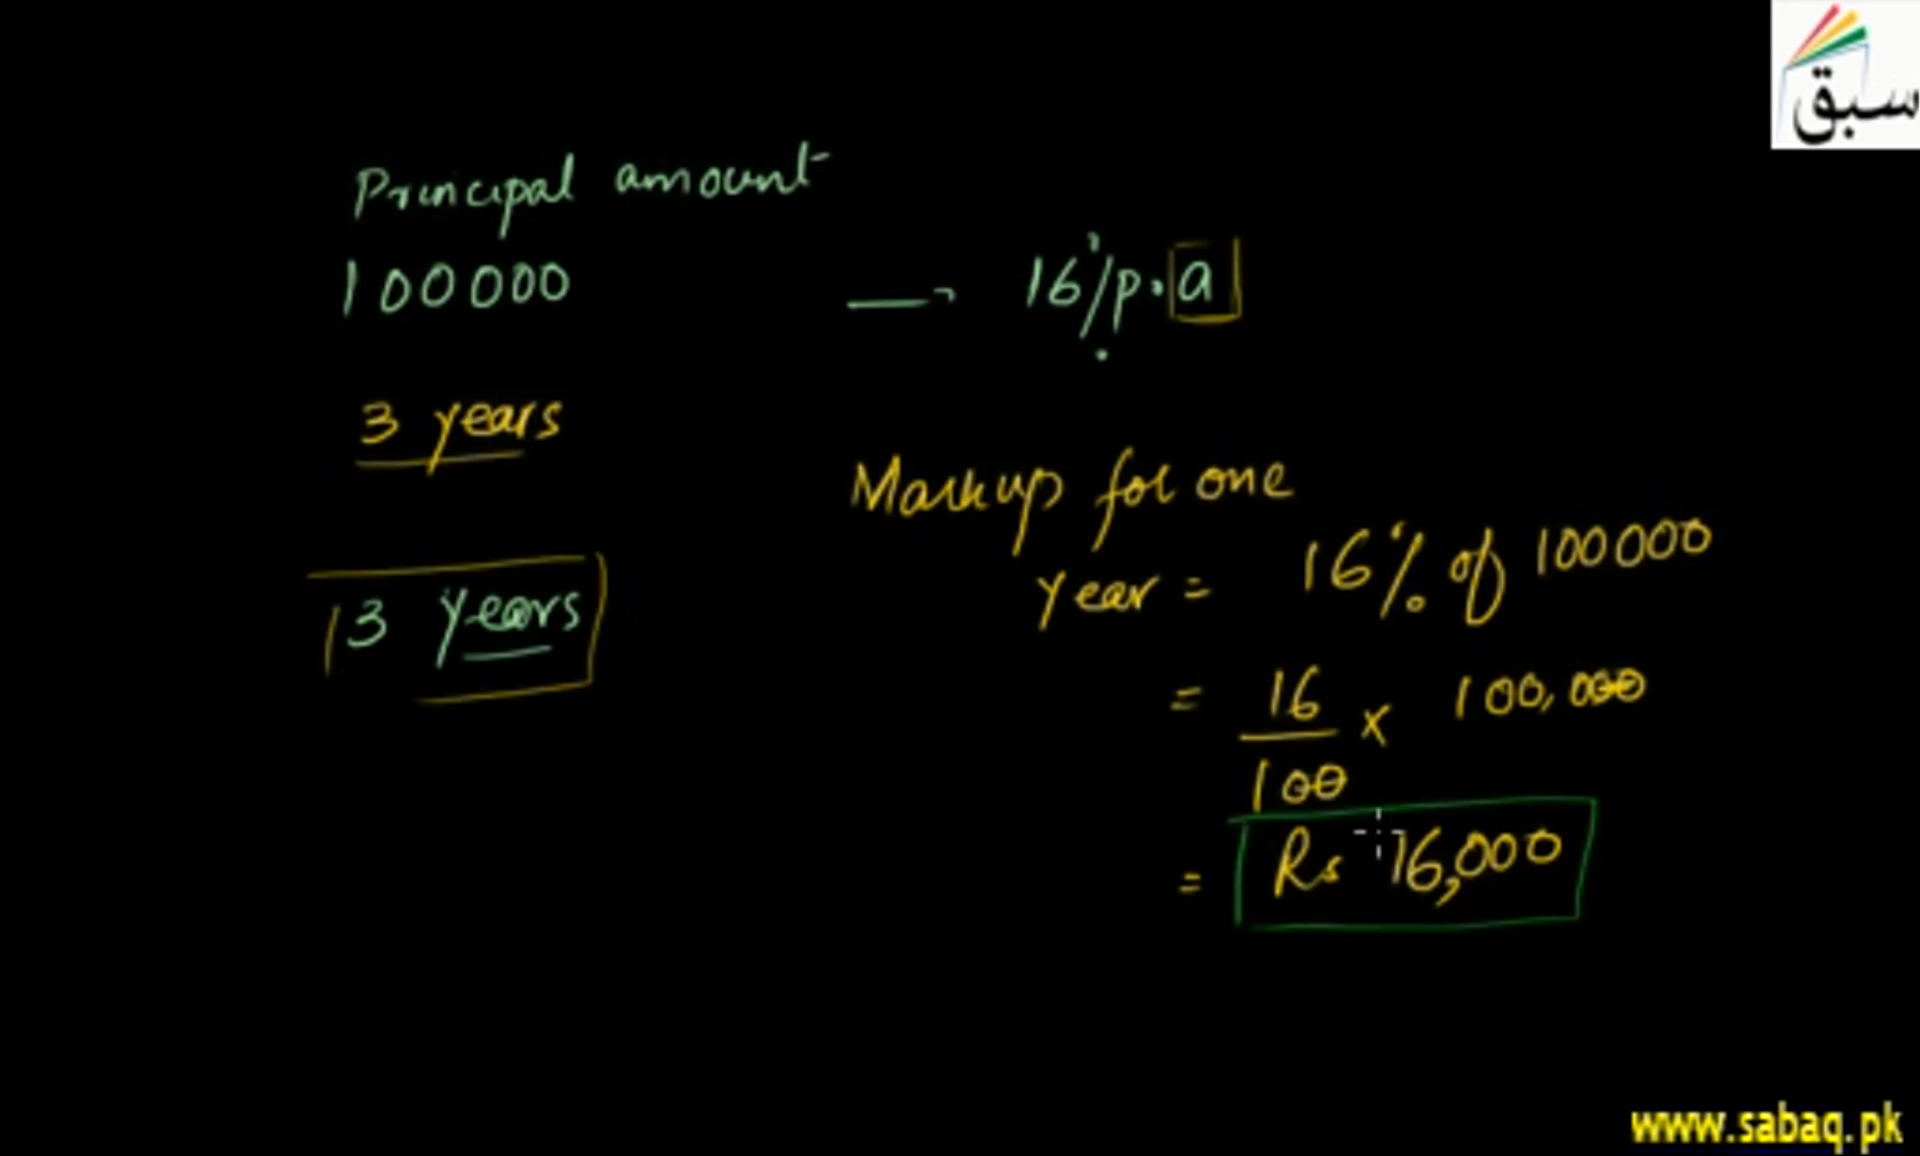 سبق
Principal amount
100000 → 16% p.a
3 years
Markup for one
year = 16% of 100000
3 years
= 16/100 × 100,000
= Rs 16,000
www.sabaq.pk